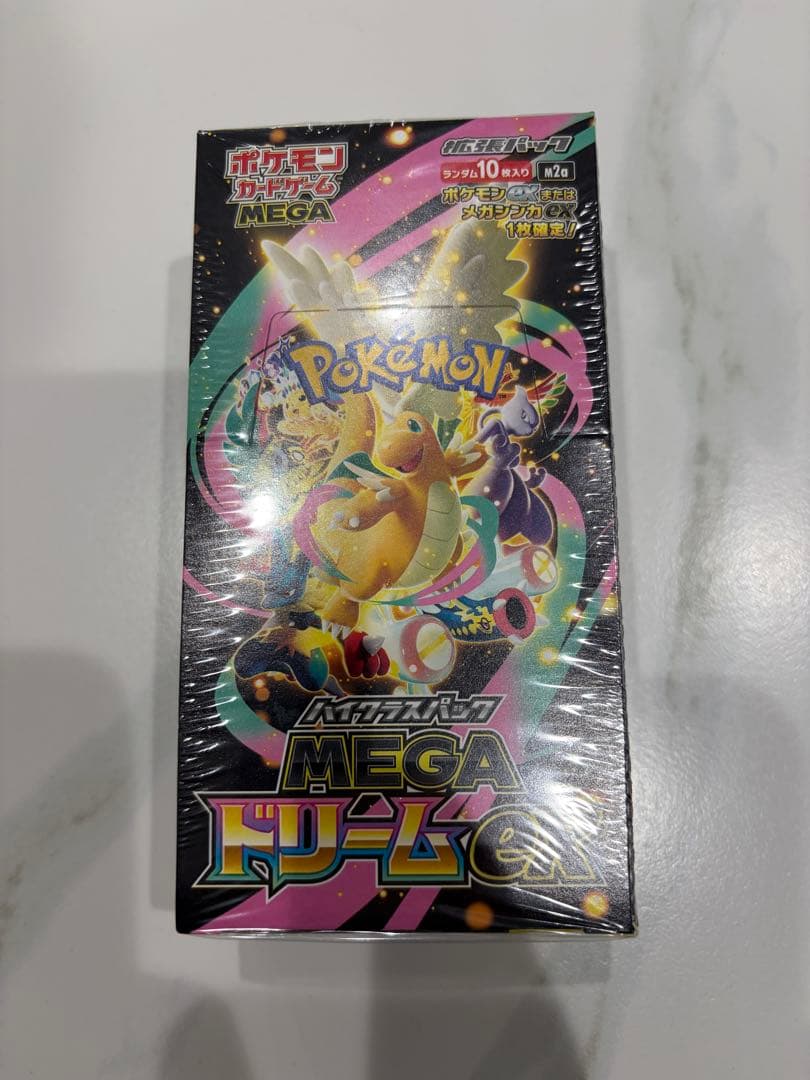 ポケモン
カードゲーム
MEGA
拡張パック
ランダム10枚入り M2a
ポケモンexまたは
メガシンカex
1枚確定!
POKéMON
TM
ハイクラスパック
MEGA
ドリームex